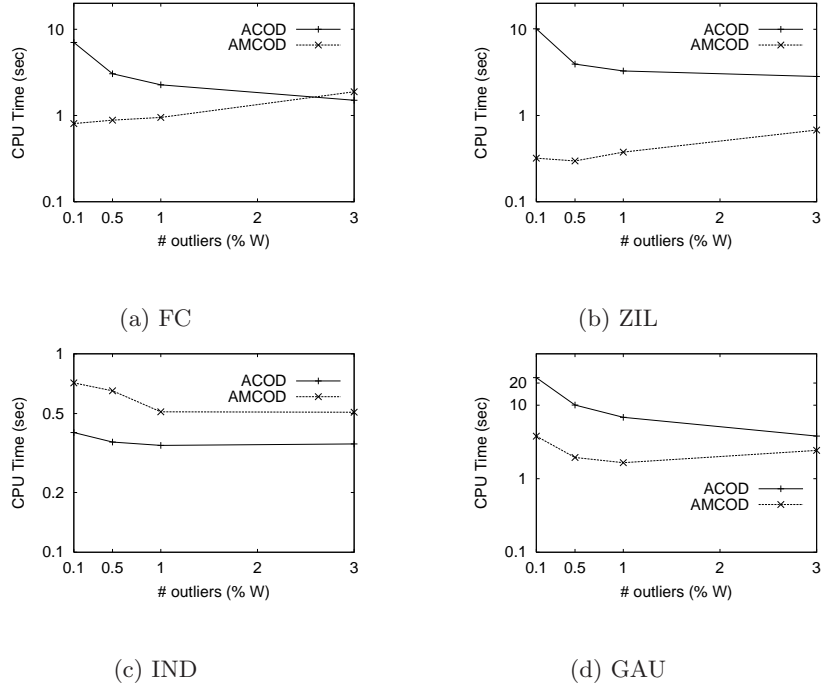 10
1
0.1
0.1 0.5 1 2 3
CPU Time (sec)
# outliers (% W)
ACOD
AMCOD
(a) FC
10
1
0.1
0.1 0.5 1 2 3
CPU Time (sec)
# outliers (% W)
ACOD
AMCOD
(b) ZIL
1
0.5
0.2
0.1
0.1 0.5 1 2 3
CPU Time (sec)
# outliers (% W)
ACOD
AMCOD
(c) IND
20
10
1
0.1
0.1 0.5 1 2 3
CPU Time (sec)
# outliers (% W)
ACOD
AMCOD
(d) GAU